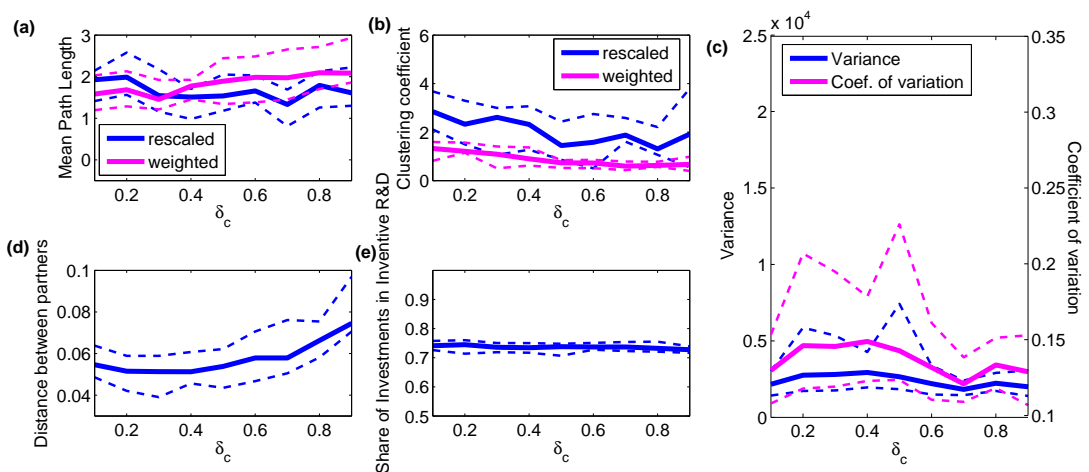 (a)
Mean Path Length
3
2
1
0
rescaled
weighted
0.2 0.4 0.6 0.8
δc
(b)
Clustering coefficient
6
4
2
0
rescaled
weighted
0.2 0.4 0.6 0.8
δc
(c)
x 10^4
Variance
2.5
2
1.5
1
0.5
0
Variance
Coef. of variation
0.35
0.3
0.25
0.2
0.15
0.1
Coefficient of variation
0.2 0.4 0.6 0.8
δc
(d)
Distance between partners
0.1
0.08
0.06
0.04
0.2 0.4 0.6 0.8
δc
(e)
Share of Investments in Inventive R&D
0.9
0.8
0.7
0.6
0.5
0.2 0.4 0.6 0.8
δc